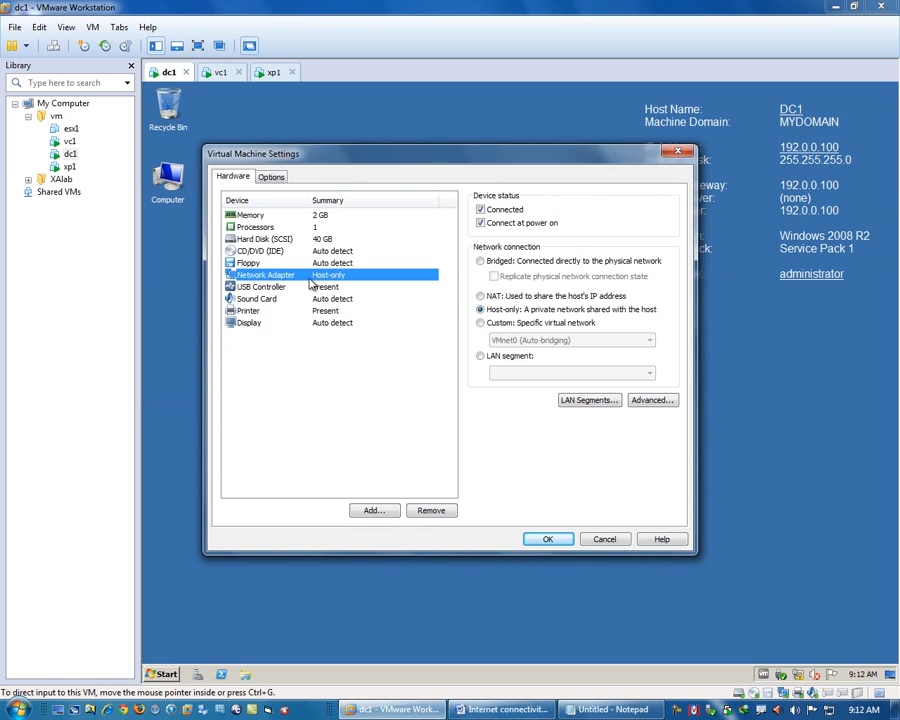 dc1 - VMware Workstation
File Edit View VM Tabs Help
Library
Type here to search
My Computer
vm
esx1
vc1
dc1
xp1
XAlab
Shared VMs
dc1 vc1 xp1
Recycle Bin
Computer
Host Name: DC1
Machine Domain: MYDOMAIN
192.0.0.100
sk: 255.255.255.0
eway: 192.0.0.100
ver: (none)
er: 192.0.0.100
Windows 2008 R2
ck: Service Pack 1
administrator
Virtual Machine Settings
Hardware Options
Device Summary
Memory 2 GB
Processors 1
Hard Disk (SCSI) 40 GB
CD/DVD (IDE) Auto detect
Floppy Auto detect
Network Adapter Host-only
USB Controller Present
Sound Card Auto detect
Printer Present
Display Auto detect
Add... Remove
Device status
Connected
Connect at power on
Network connection
Bridged: Connected directly to the physical network
Replicate physical network connection state
NAT: Used to share the host's IP address
Host-only: A private network shared with the host
Custom: Specific virtual network
VMnet0 (Auto-bridging)
LAN segment:
LAN Segments... Advanced...
OK Cancel Help
Start 9:12 AM
To direct input to this VM, move the mouse pointer inside or press Ctrl+G.
dc1 - VMware Work... Internet connectivit... Untitled - Notepad 9:12 AM